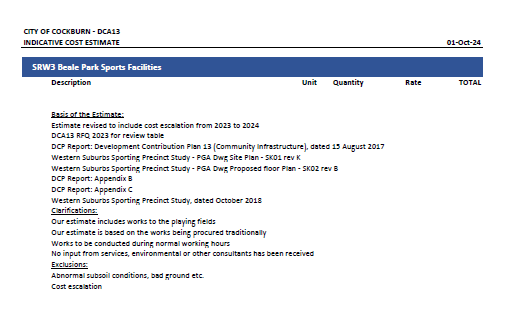 CITY OF COCKBURN - DCA13
INDICATIVE COST ESTIMATE 01-Oct-24
SRW3 Beale Park Sports Facilities
Description Unit Quantity Rate TOTAL
Basis of the Estimate:
Estimate revised to include cost escalation from 2023 to 2024
DCA13 RFQ 2023 for review table
DCP Report: Development Contribution Plan 13 (Community Infrastructure), dated 15 August 2017
Western Suburbs Sporting Precinct Study - PGA Dwg Site Plan - SK01 rev K
Western Suburbs Sporting Precinct Study - PGA Dwg Proposed floor Plan - SK02 rev B
DCP Report: Appendix B
DCP Report: Appendix C
Western Suburbs Sporting Precinct Study, dated October 2018
Clarifications:
Our estimate includes works to the playing fields
Our estimate is based on the works being procured traditionally
Works to be conducted during normal working hours
No input from services, environmental or other consultants has been received
Exclusions:
Abnormal subsoil conditions, bad ground etc.
Cost escalation